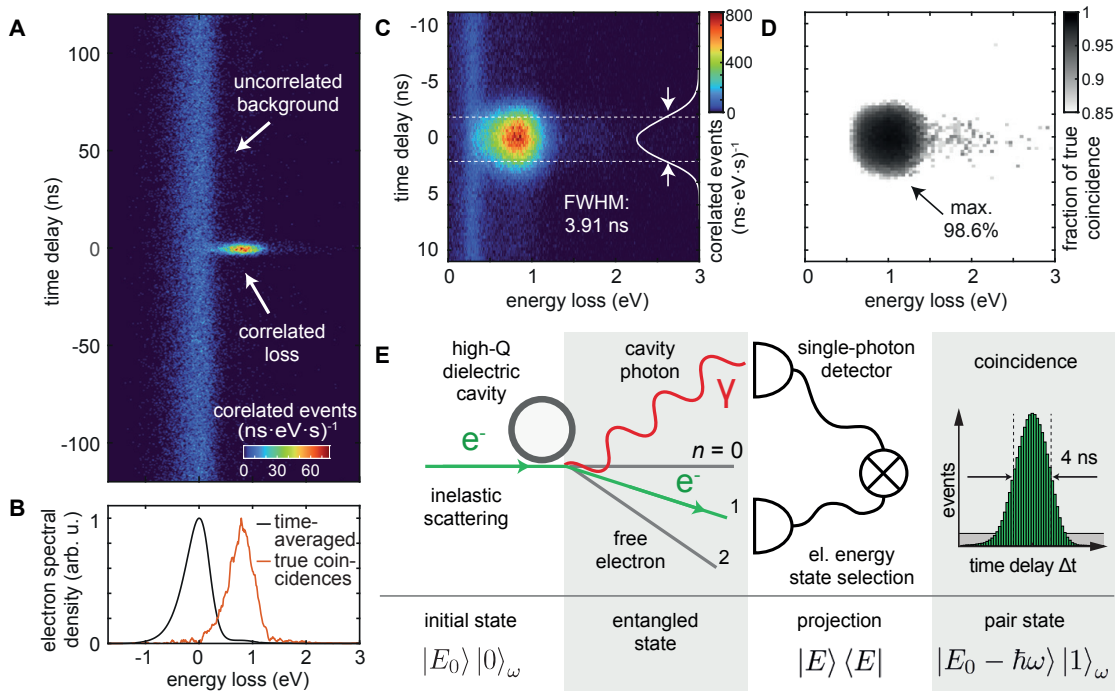 A
time delay (ns)
100
50
0
-50
-100
uncorrelated
background
correlated
loss
corelated events
(ns·eV·s)⁻¹
0 30 60
B
electron spectral
density (arb. u.)
1
0
time-
averaged
true coin-
cidences
-1 0 1 2 3
energy loss (eV)
C
time delay (ns)
-10
-5
0
5
10
FWHM:
3.91 ns
0 1 2 3
energy loss (eV)
800
400
0
corelated events
(ns·eV·s)⁻¹
D
max.
98.6%
0 1 2 3
energy loss (eV)
1
0.95
0.9
0.85
fraction of true
coincidence
E
high-Q
dielectric
cavity
e⁻
inelastic
scattering
cavity
photon
γ
n = 0
e⁻
1
2
free
electron
single-photon
detector
el. energy
state selection
coincidence
events
4 ns
time delay Δt
initial state
|E₀⟩ |0⟩_ω
entangled
state
projection
|E⟩ ⟨E|
pair state
|E₀ − ħω⟩ |1⟩_ω